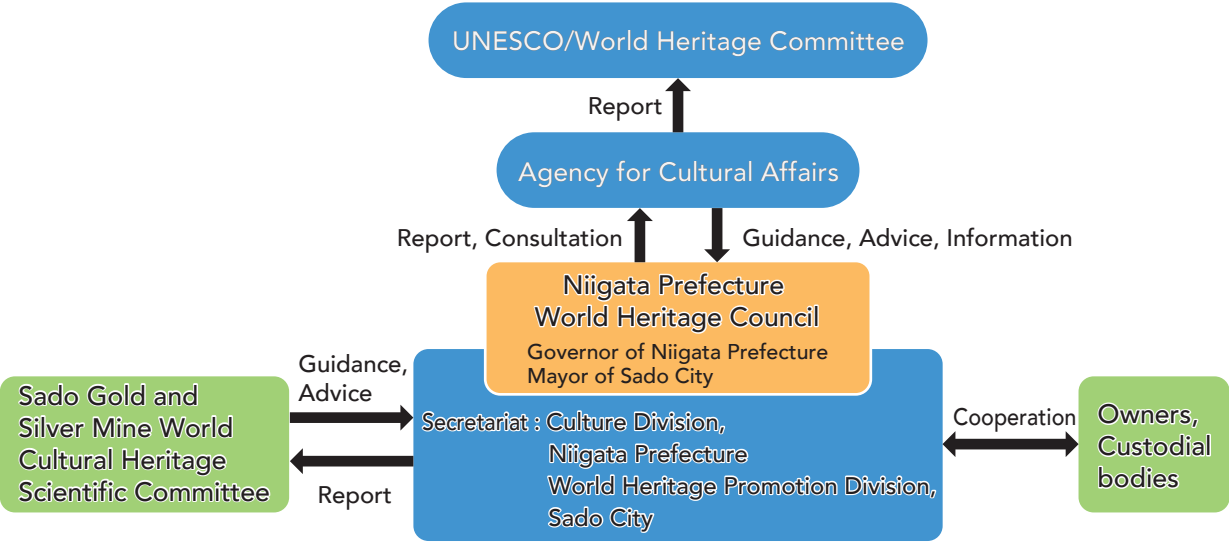 UNESCO/World Heritage Committee
Report
Agency for Cultural Affairs
Report, Consultation
Guidance, Advice, Information
Niigata Prefecture
World Heritage Council
Governor of Niigata Prefecture
Mayor of Sado City
Guidance,
Advice
Sado Gold and
Silver Mine World
Cultural Heritage
Scientific Committee
Report
Secretariat : Culture Division,
Niigata Prefecture
World Heritage Promotion Division,
Sado City
Cooperation
Owners,
Custodial
bodies